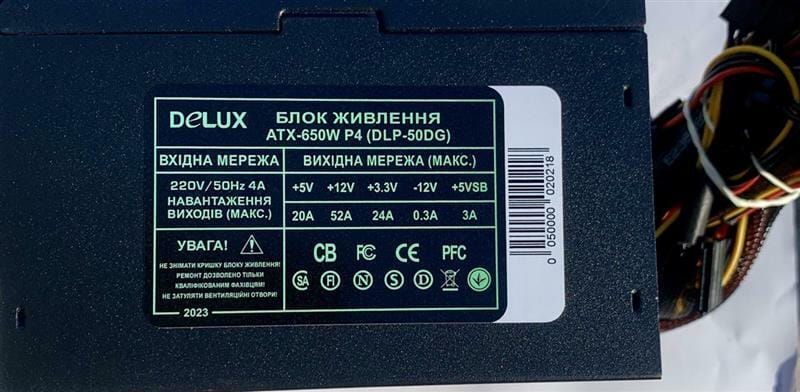 DELUX
БЛОК ЖИВЛЕННЯ
ATX-650W P4 (DLP-50DG)
ВХІДНА МЕРЕЖА
ВИХІДНА МЕРЕЖА (МАКС.)
220V/50Hz 4A
НАВАНТАЖЕННЯ
ВИХОДІВ (МАКС.)
+5V +12V +3.3V -12V +5VSB
20A 52A 24A 0.3A 3A
УВАГА!
НЕ ЗНІМАТИ КРИШКУ БЛОКУ ЖИВЛЕННЯ!
РЕМОНТ ДОЗВОЛЕНО ТІЛЬКИ
КВАЛІФІКОВАНИМ ФАХІВЦЯМ!
НЕ ЗАТУЛЯТИ ВЕНТИЛЯЦІЙНІ ОТВОРИ!
2023
CB FC CE PFC
SA FI N S D
0 050000 020218